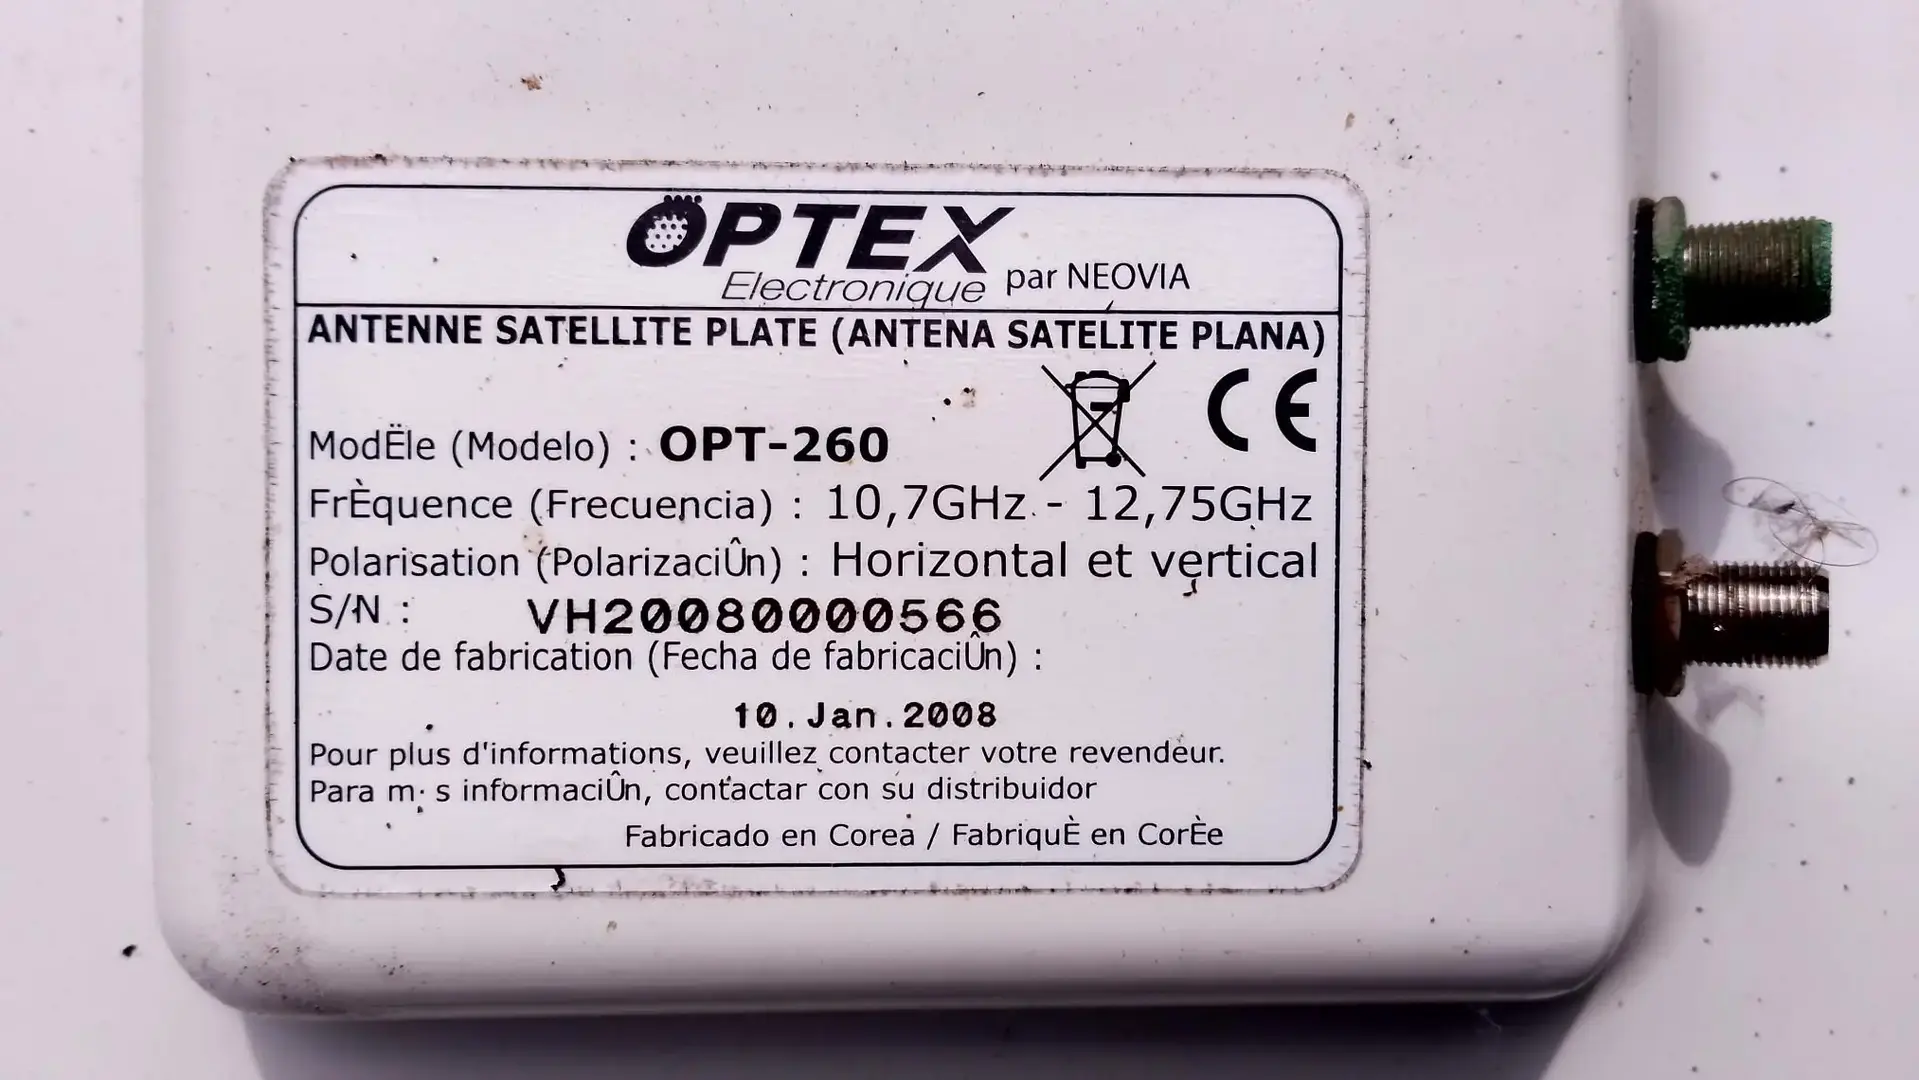 OPTEX
Electronique par NEOVIA
ANTENNE SATELLITE PLATE (ANTENA SATELITE PLANA)
CE
ModËle (Modelo) : OPT-260
FrÈquence (Frecuencia) : 10,7GHz - 12,75GHz
Polarisation (PolarizaciÛn) : Horizontal et vertical
S/N : VH20080000566
Date de fabrication (Fecha de fabricaciÛn) :
10.Jan.2008
Pour plus d'informations, veuillez contacter votre revendeur.
Para m· s informaciÛn, contactar con su distribuidor
Fabricado en Corea / FabriquÈ en CorÈe